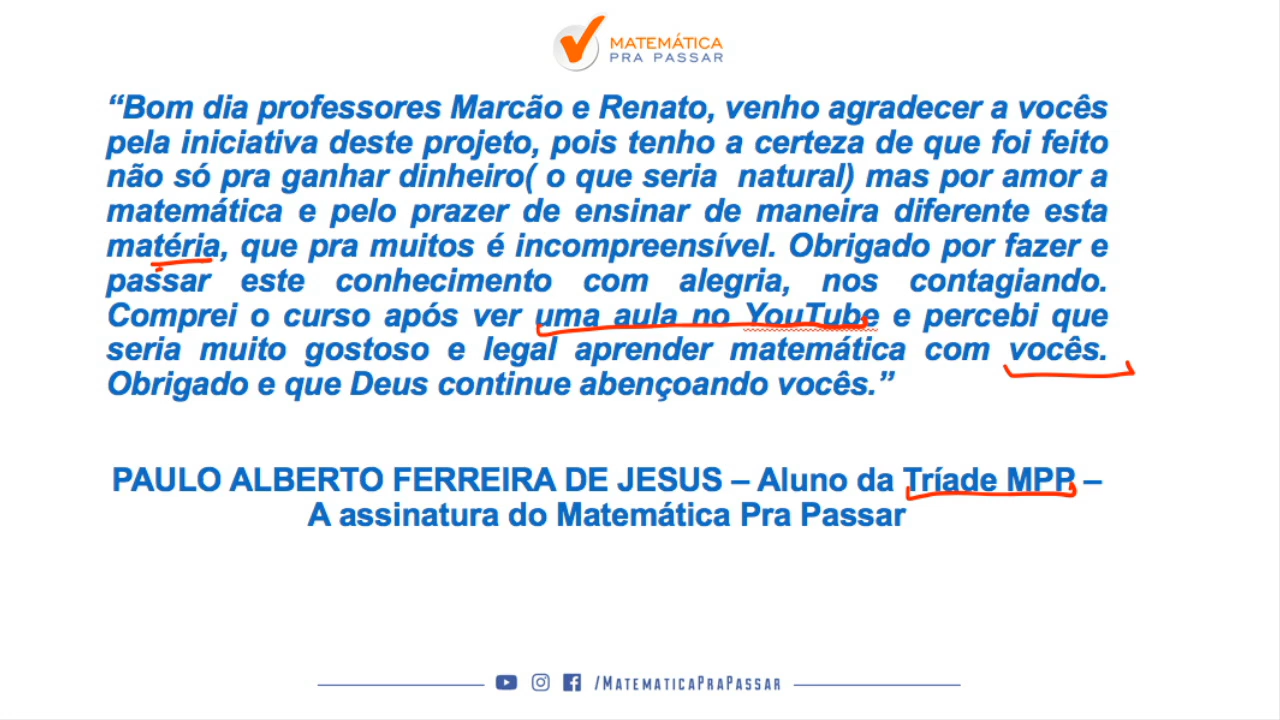 MATEMÁTICA
PRA PASSAR
“Bom dia professores Marcão e Renato, venho agradecer a vocês
pela iniciativa deste projeto, pois tenho a certeza de que foi feito
não só pra ganhar dinheiro( o que seria  natural) mas por amor a
matemática e pelo prazer de ensinar de maneira diferente esta
matéria, que pra muitos é incompreensível. Obrigado por fazer e
passar este conhecimento com alegria, nos contagiando.
Comprei o curso após ver uma aula no YouTube e percebi que
seria muito gostoso e legal aprender matemática com vocês.
Obrigado e que Deus continue abençoando vocês.”
PAULO ALBERTO FERREIRA DE JESUS – Aluno da Tríade MPP –
A assinatura do Matemática Pra Passar
/MATEMATICAPRAPASSAR